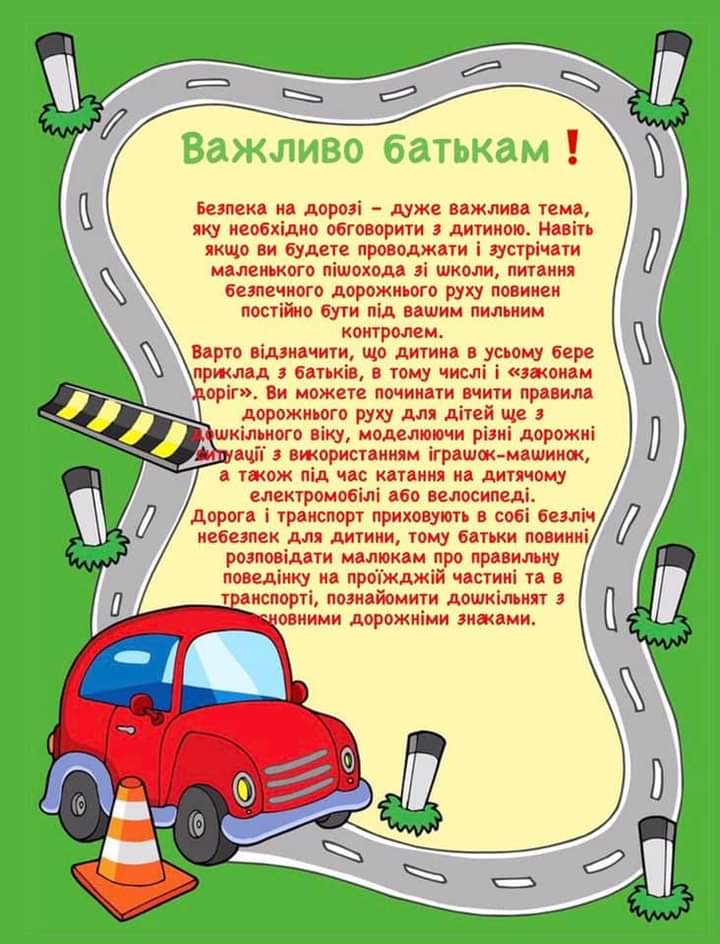 Важливо батькам !
Безпека на дорозі – дуже важлива тема,
яку необхідно обговорити з дитиною. Навіть
якщо ви будете проводжати і зустрічати
маленького пішохода зі школи, питання
безпечного дорожнього руху повинен
постійно бути під вашим пильним
контролем.
Варто відзначити, що дитина в усьому бере
приклад з батьків, в тому числі і «законам
доріг». Ви можете починати вчити правила
дорожнього руху для дітей ще з
дошкільного віку, моделюючи різні дорожні
ситуації з використанням іграшок-машинок,
а також під час катання на дитячому
електромобілі або велосипеді.
Дорога і транспорт приховують в собі безліч
небезпек для дитини, тому батьки повинні
розповідати малюкам про правильну
поведінку на проїжджій частині та в
транспорті, познайомити дошкільнят з
основними дорожніми знаками.